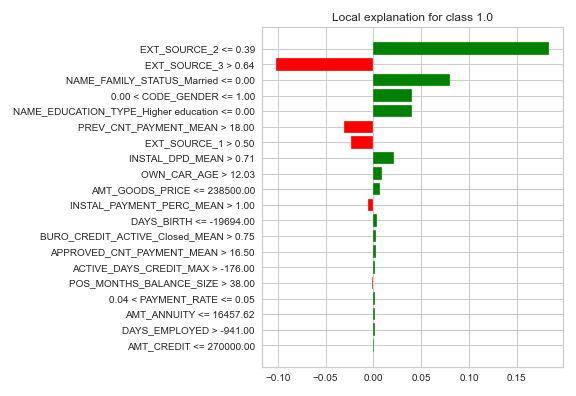 Local explanation for class 1.0
EXT_SOURCE_2 <= 0.39
EXT_SOURCE_3 > 0.64
NAME_FAMILY_STATUS_Married <= 0.00
0.00 < CODE_GENDER <= 1.00
NAME_EDUCATION_TYPE_Higher education <= 0.00
PREV_CNT_PAYMENT_MEAN > 18.00
EXT_SOURCE_1 > 0.50
INSTAL_DPD_MEAN > 0.71
OWN_CAR_AGE > 12.03
AMT_GOODS_PRICE <= 238500.00
INSTAL_PAYMENT_PERC_MEAN > 1.00
DAYS_BIRTH <= -19694.00
BURO_CREDIT_ACTIVE_Closed_MEAN > 0.75
APPROVED_CNT_PAYMENT_MEAN > 16.50
ACTIVE_DAYS_CREDIT_MAX > -176.00
POS_MONTHS_BALANCE_SIZE > 38.00
0.04 < PAYMENT_RATE <= 0.05
AMT_ANNUITY <= 16457.62
DAYS_EMPLOYED > -941.00
AMT_CREDIT <= 270000.00
−0.10 −0.05 0.00 0.05 0.10 0.15